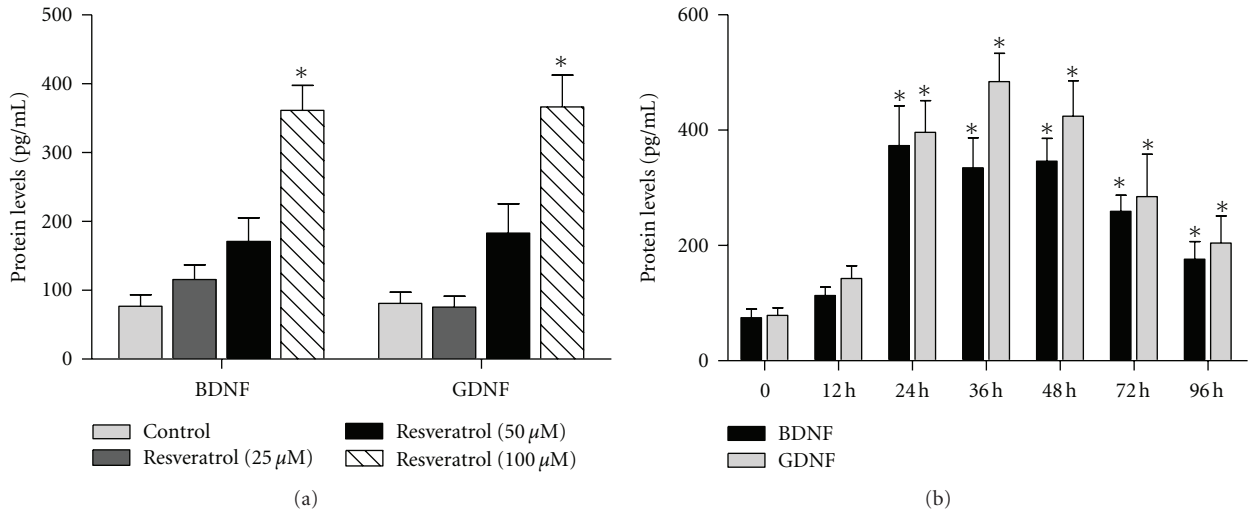 500
400
300
200
100
0
Protein levels (pg/mL)
*
*
BDNF
GDNF
Control
Resveratrol (25 µM)
Resveratrol (50 µM)
Resveratrol (100 µM)
(a)
600
400
200
0
Protein levels (pg/mL)
*
*
*
*
*
*
*
*
*
*
0
12 h
24 h
36 h
48 h
72 h
96 h
BDNF
GDNF
(b)